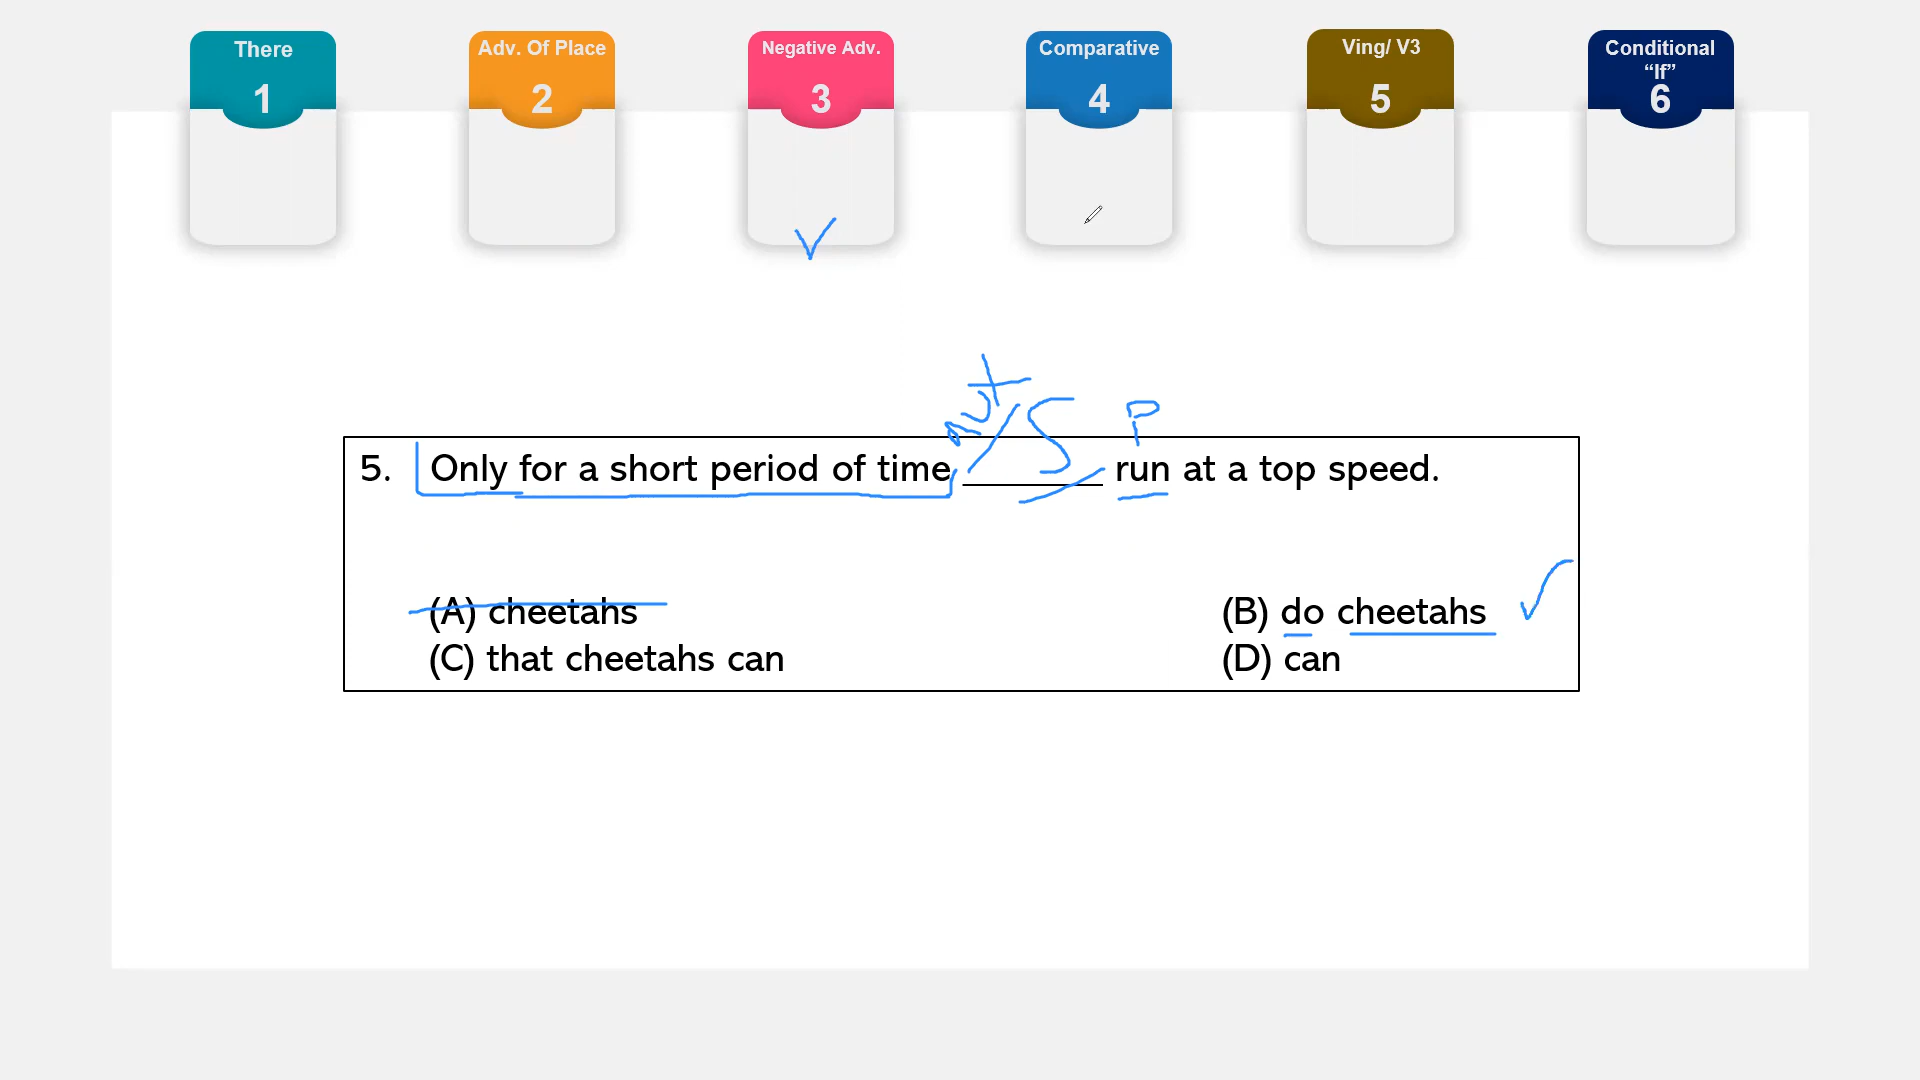 There
1
Adv. Of Place
2
Negative Adv.
3
Comparative
4
Ving/ V3
5
Conditional
“If”
6
S P
5. Only for a short period of time ________ run at a top speed.
(A) cheetahs
(B) do cheetahs
(C) that cheetahs can
(D) can